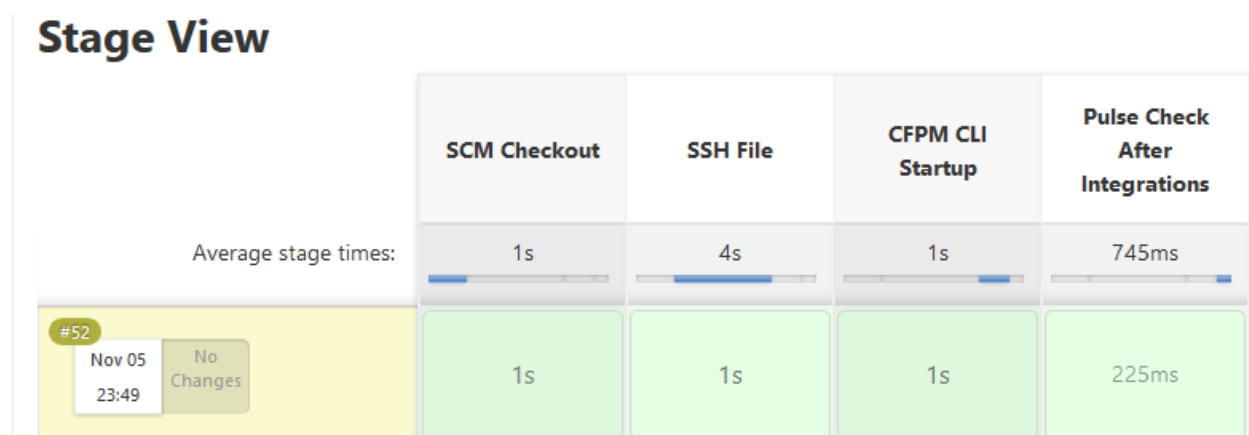 Stage View
SCM Checkout
SSH File
CFPM CLI
Startup
Pulse Check
After
Integrations
Average stage times:
1s
4s
1s
745ms
#52
Nov 05
23:49
No
Changes
1s
1s
1s
225ms